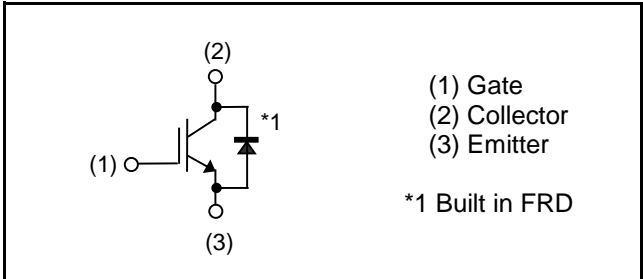 (2)
*1
(1)
(3)
(1) Gate
(2) Collector
(3) Emitter
*1 Built in FRD